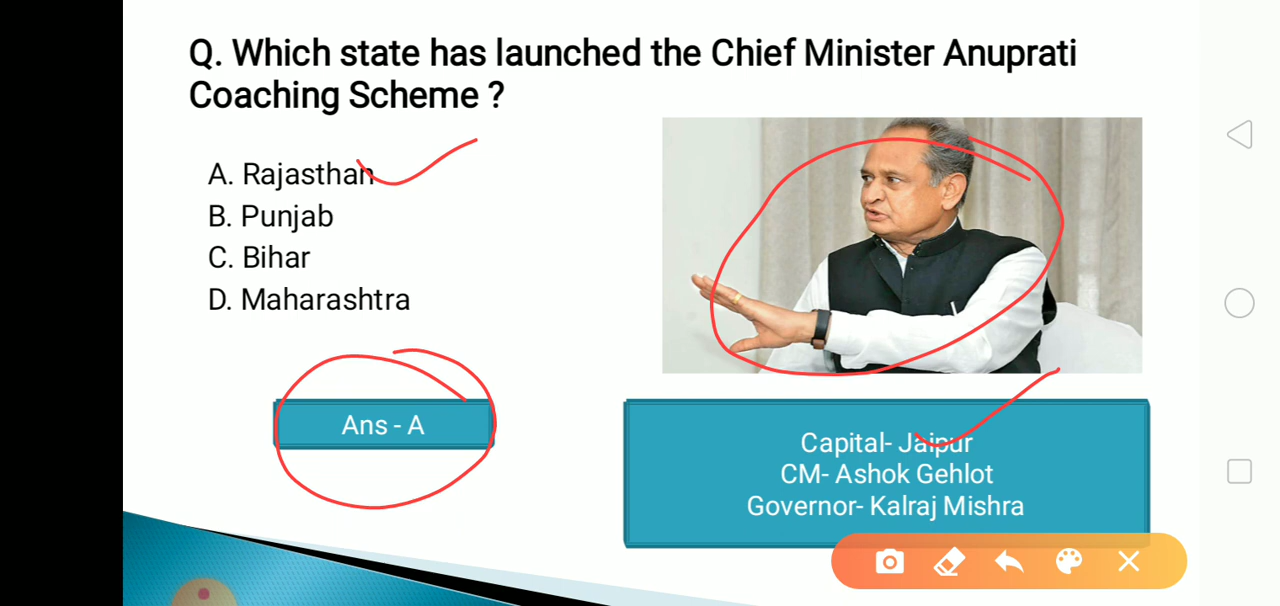 Q. Which state has launched the Chief Minister Anuprati
Coaching Scheme ?
A. Rajasthan
B. Punjab
C. Bihar
D. Maharashtra
Ans - A
Capital- Jaipur
CM- Ashok Gehlot
Governor- Kalraj Mishra